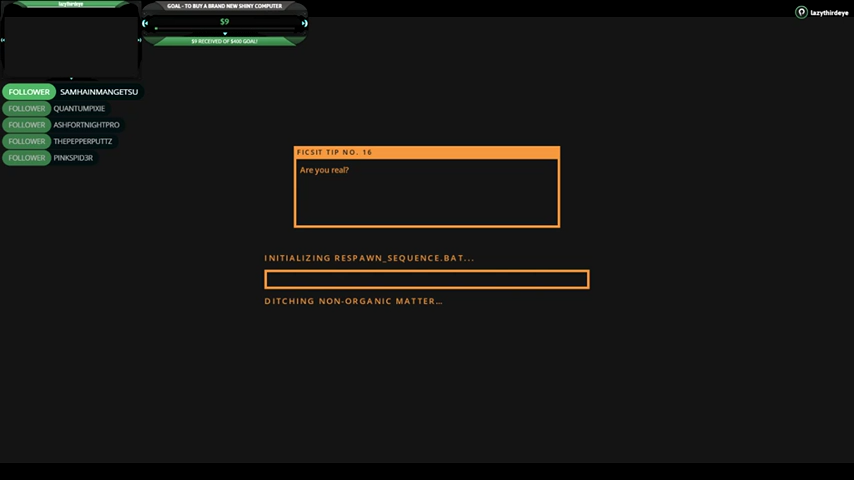 lazythirdeye
GOAL - TO BUY A BRAND NEW SHINY COMPUTER
$9
$9 RECEIVED OF $400 GOAL!
lazythirdeye
FOLLOWER SAMHAINMANGETSU
FOLLOWER QUANTUMPIXIE
FOLLOWER ASHFORTNIGHTPRO
FOLLOWER THEPEPPERPUTTZ
FOLLOWER PINKSPID3R
FICSIT TIP NO. 16
Are you real?
INITIALIZING RESPAWN_SEQUENCE.BAT...
DITCHING NON-ORGANIC MATTER...